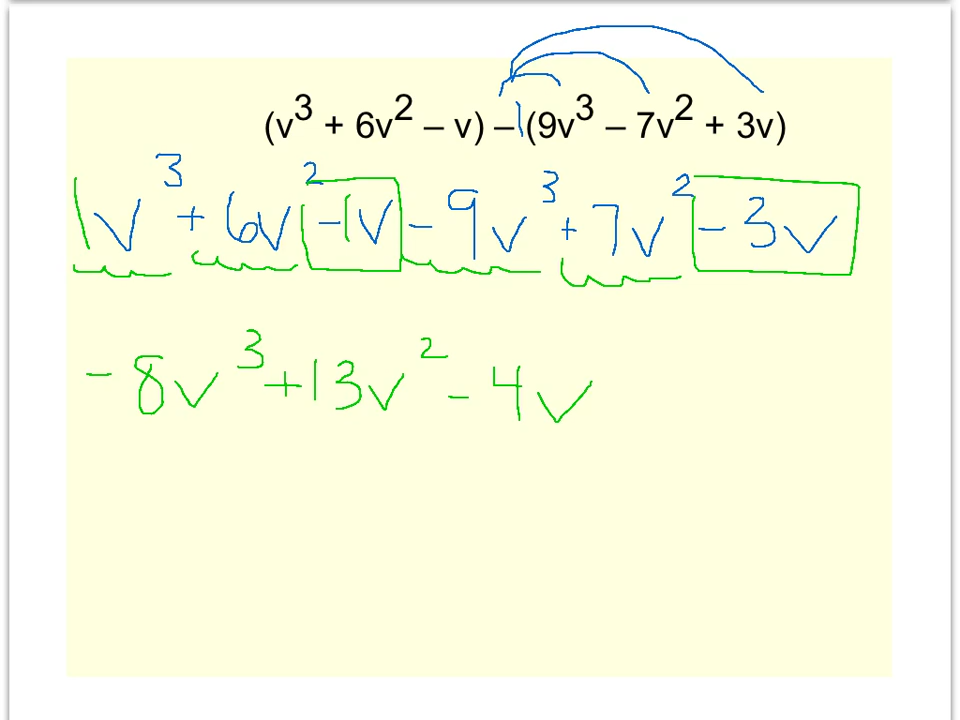 (v³ + 6v² – v) – 1(9v³ – 7v² + 3v)
1v³ + 6v² - 1v - 9v³ + 7v² - 3v
- 8v³ + 13v² - 4v